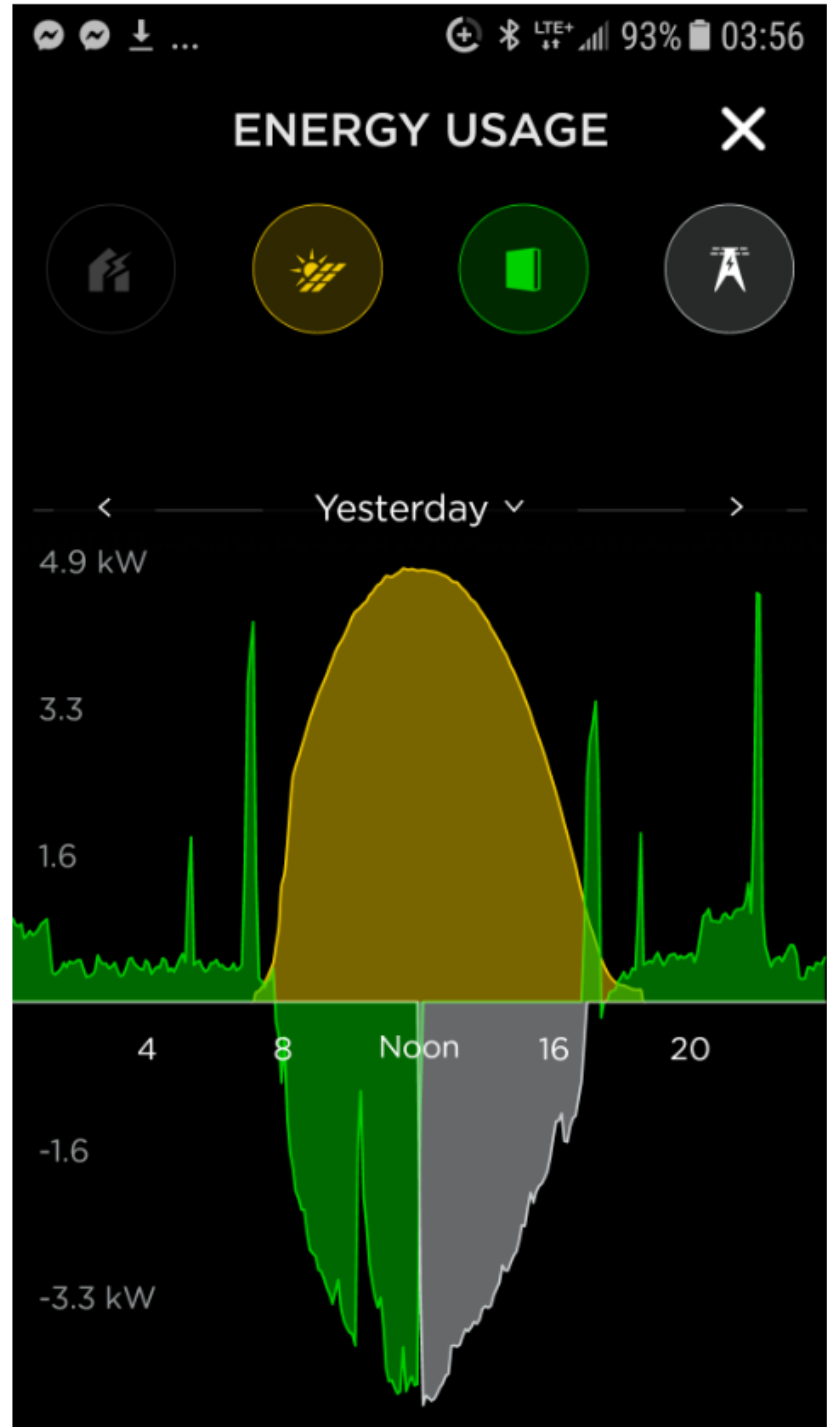 ... LTE+ 93% 03:56
ENERGY USAGE
Yesterday
4.9 kW
3.3
1.6
4 8 Noon 16 20
-1.6
-3.3 kW